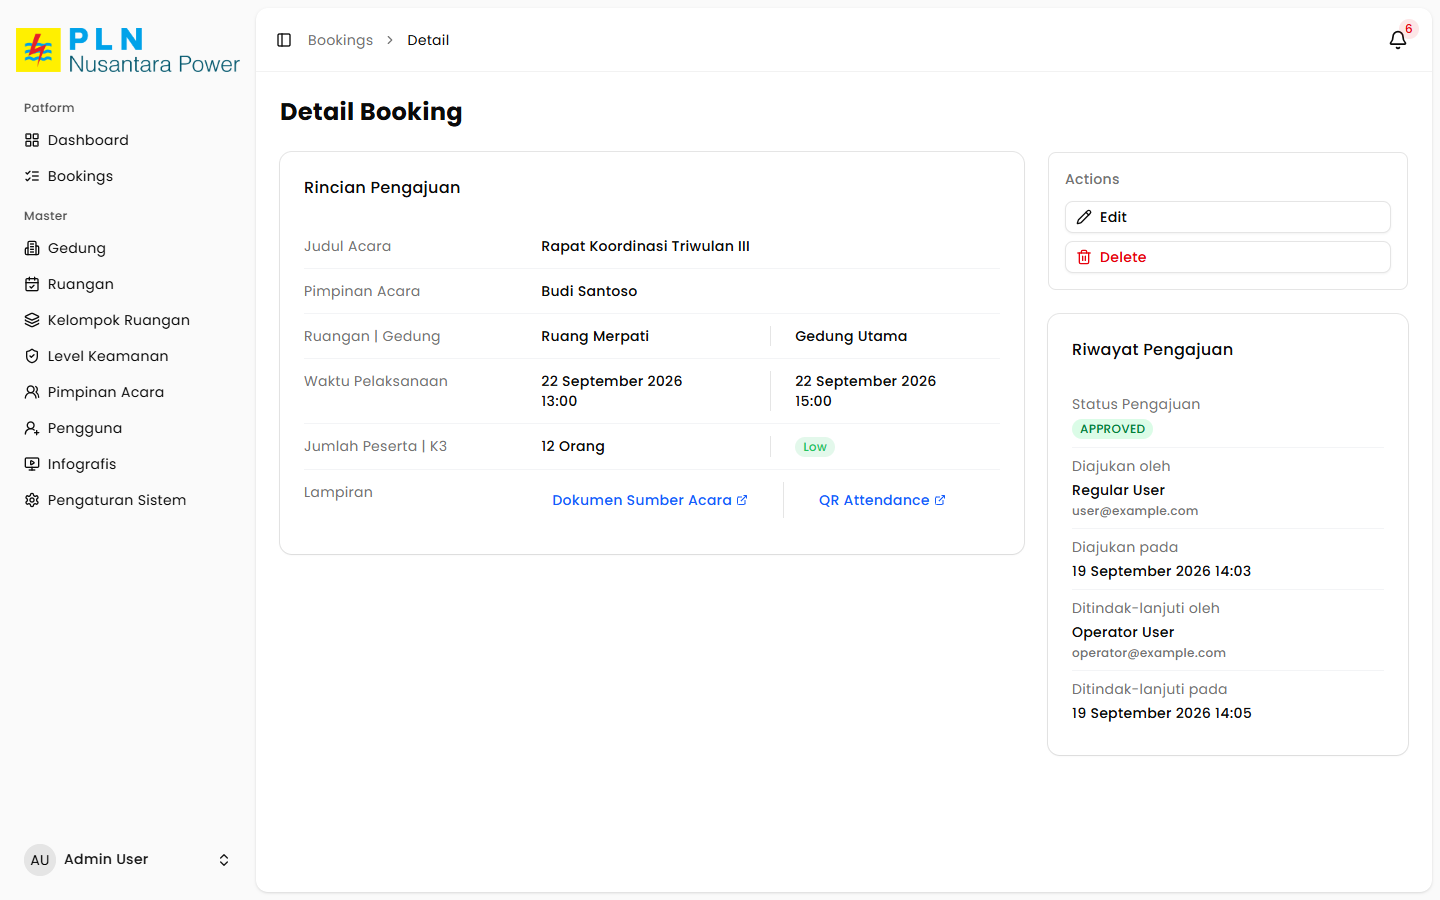 PLN
Nusantara Power
Patform
Dashboard
Bookings
Master
Gedung
Ruangan
Kelompok Ruangan
Level Keamanan
Pimpinan Acara
Pengguna
Infografis
Pengaturan Sistem
AU
Admin User
Bookings > Detail
6
Detail Booking
Rincian Pengajuan
Judul Acara
Rapat Koordinasi Triwulan III
Pimpinan Acara
Budi Santoso
Ruangan | Gedung
Ruang Merpati
Gedung Utama
Waktu Pelaksanaan
22 September 2026
13:00
22 September 2026
15:00
Jumlah Peserta | K3
12 Orang
Low
Lampiran
Dokumen Sumber Acara
QR Attendance
Actions
Edit
Delete
Riwayat Pengajuan
Status Pengajuan
APPROVED
Diajukan oleh
Regular User
user@example.com
Diajukan pada
19 September 2026 14:03
Ditindak-lanjuti oleh
Operator User
operator@example.com
Ditindak-lanjuti pada
19 September 2026 14:05